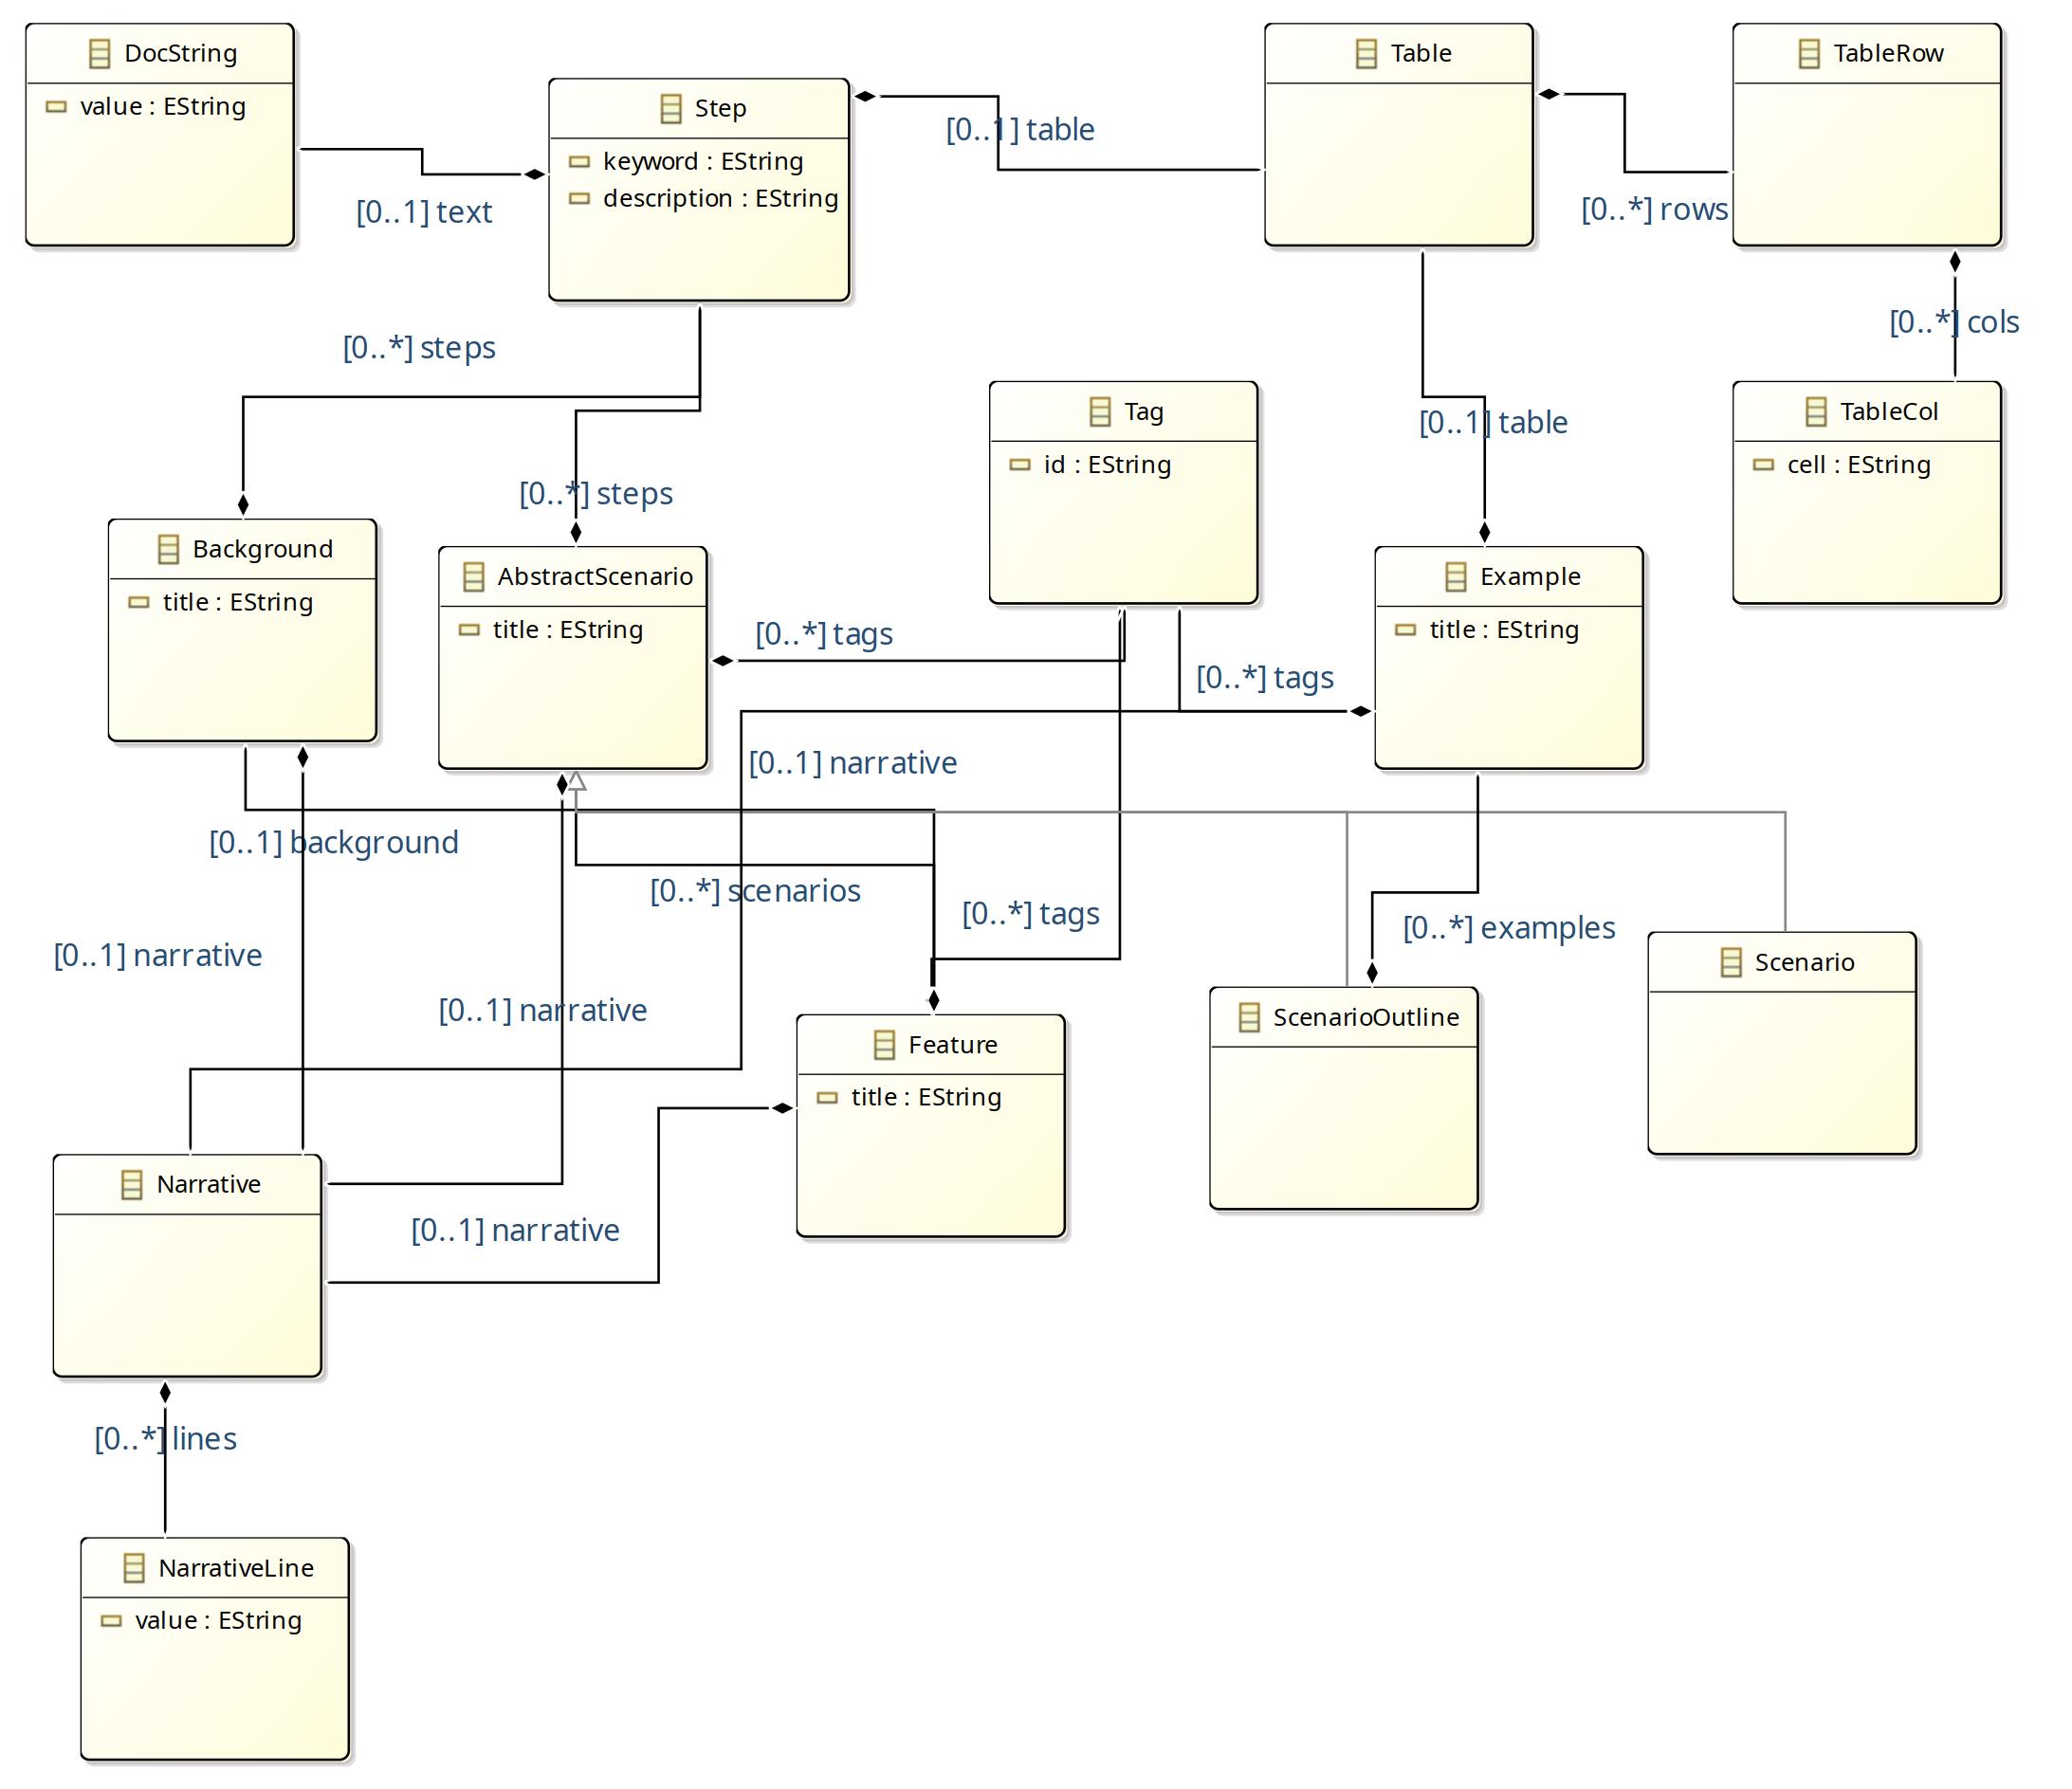 DocString
value : EString
Step
keyword : EString
description : EString
Table
TableRow
[0..1] table
[0..1] text
[0..*] rows
[0..*] cols
[0..*] steps
Tag
id : EString
[0..1] table
TableCol
cell : EString
[0..*] steps
Background
title : EString
AbstractScenario
title : EString
Example
title : EString
[0..*] tags
[0..*] tags
[0..1] narrative
[0..1] background
[0..*] scenarios
[0..*] tags
[0..*] examples
[0..1] narrative
Scenario
[0..1] narrative
Feature
title : EString
ScenarioOutline
Narrative
[0..1] narrative
[0..*] lines
NarrativeLine
value : EString